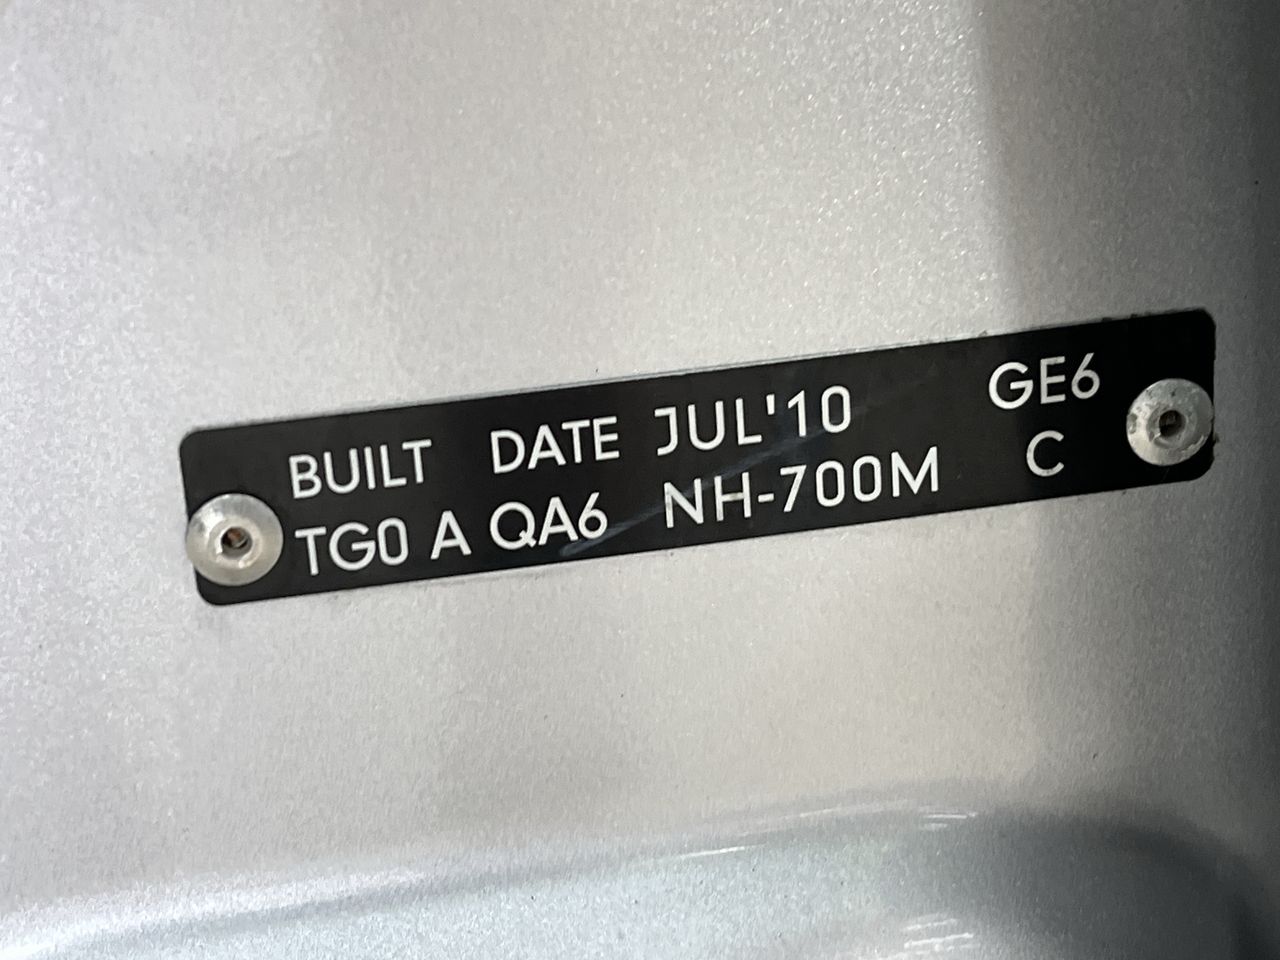 BUILT DATE JUL'10 GE6
TG0 A QA6 NH-700M C